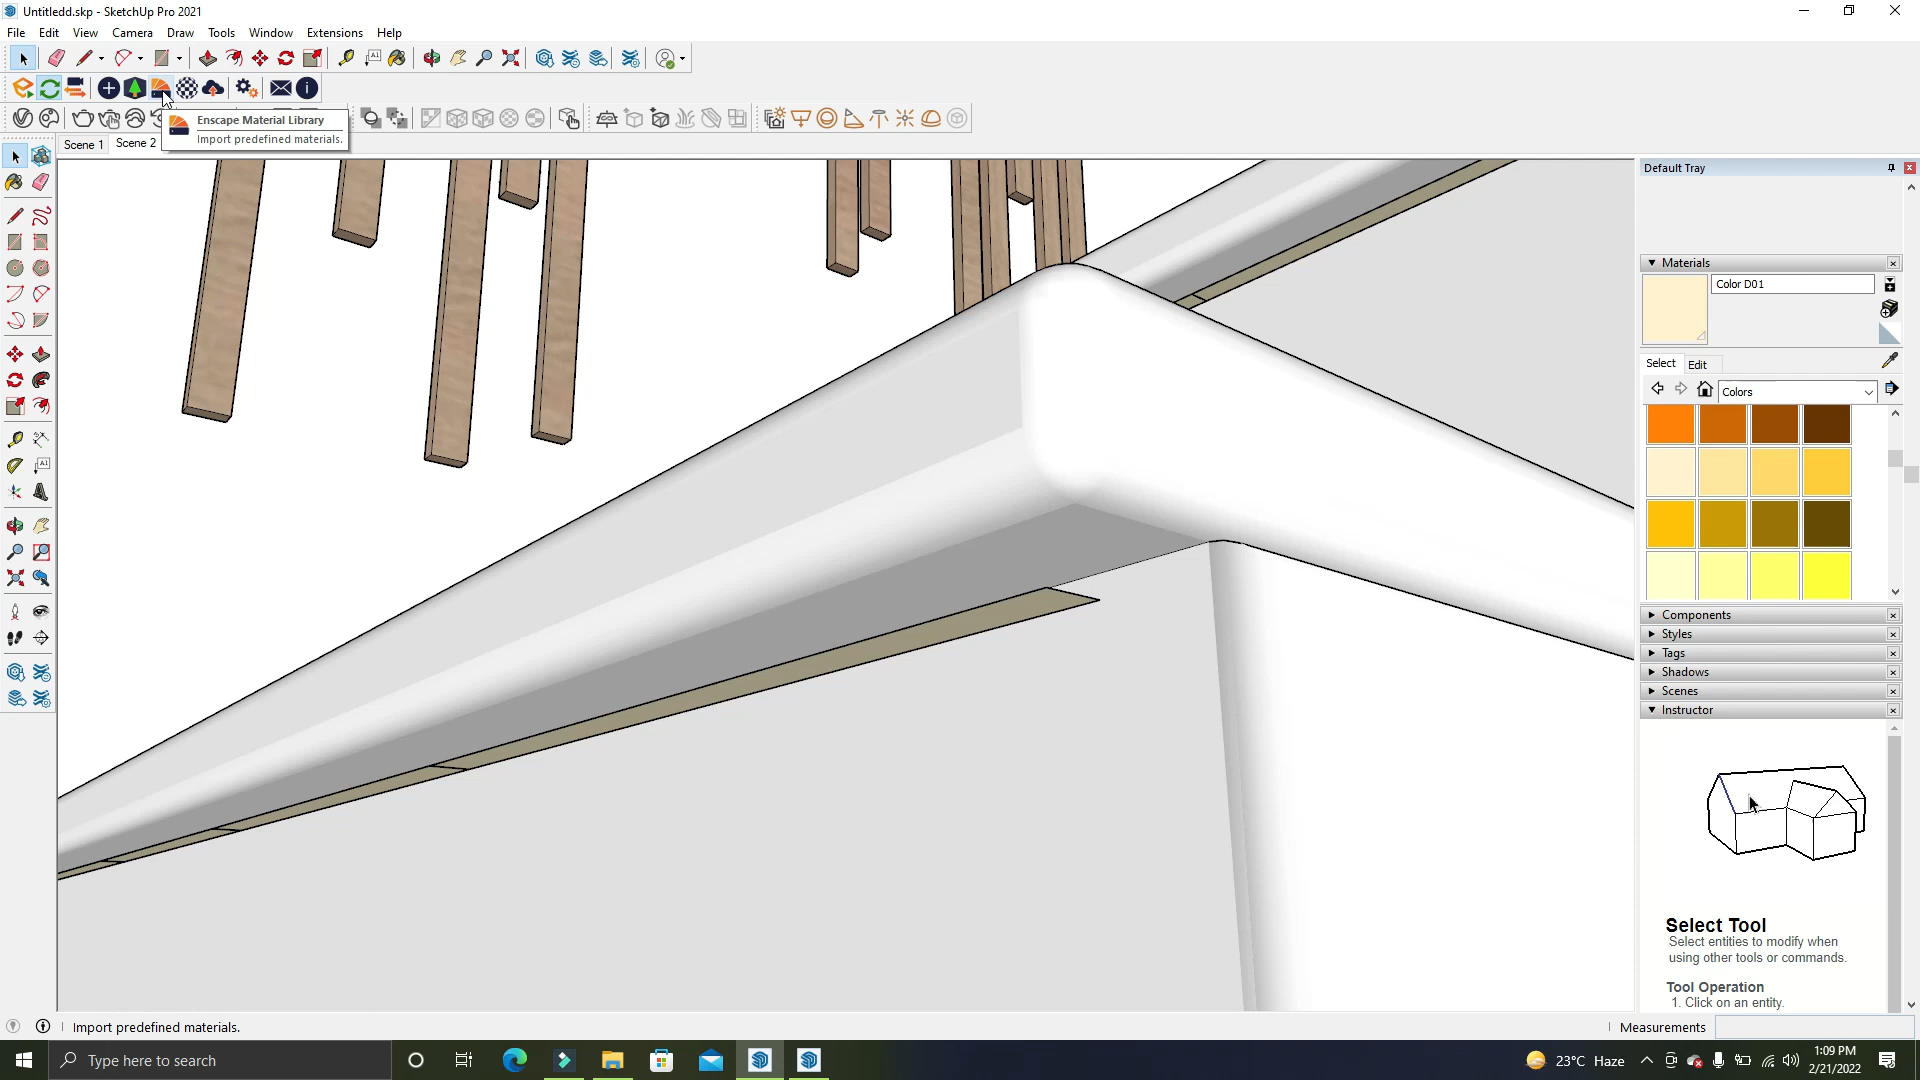 Untitledd.skp - SketchUp Pro 2021
File Edit View Camera Draw Tools Window Extensions Help
Enscape Material Library
Import predefined materials.
Scene 1 Scene 2
Default Tray
Materials
Color D01
Select Edit
Colors
Components
Styles
Tags
Shadows
Scenes
Instructor
Select Tool
Select entities to modify when
using other tools or commands.
Tool Operation
1. Click on an entity.
Import predefined materials.
Measurements
Type here to search
23°C Haze
1:09 PM
2/21/2022